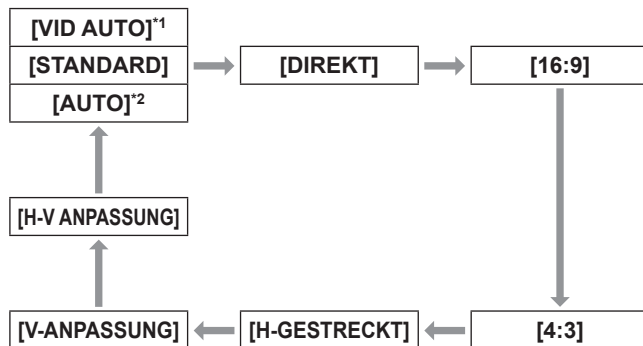 [VID AUTO]*1
[STANDARD]
[AUTO]*2
[DIREKT]
[16:9]
[H-V ANPASSUNG]
[V-ANPASSUNG]
[H-GESTRECKT]
[4:3]